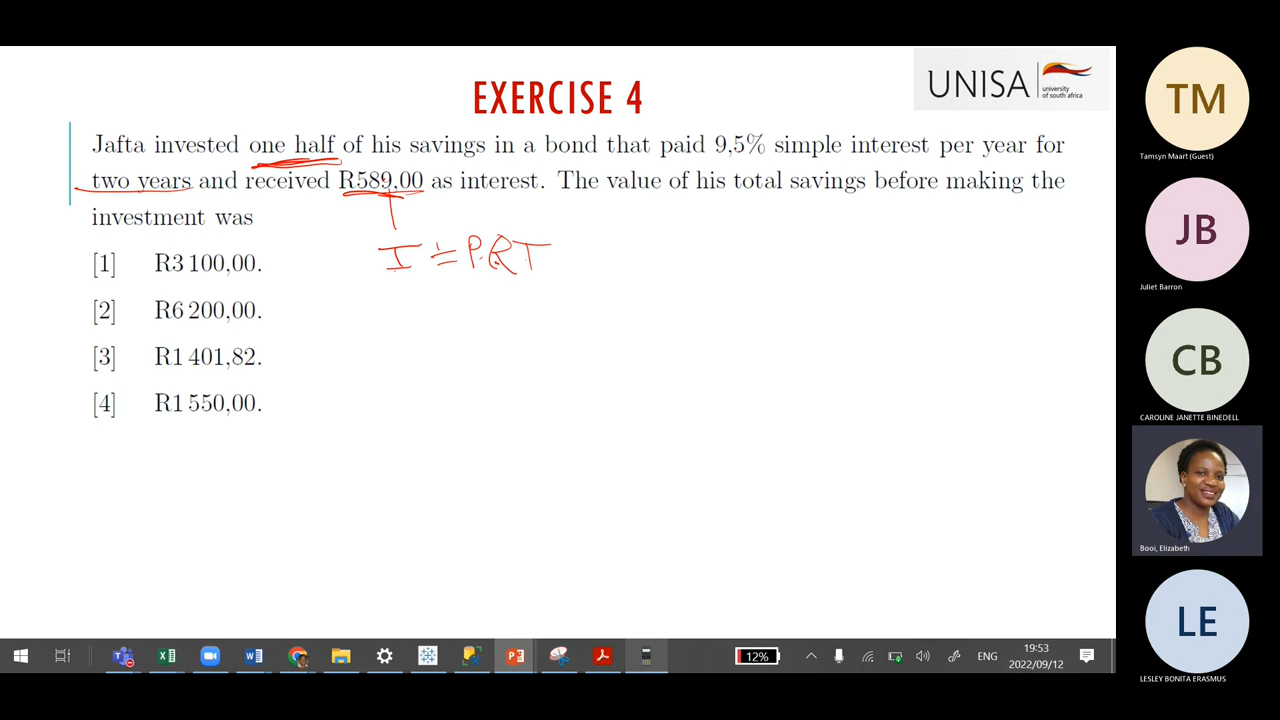 EXERCISE 4
UNISA
university
of south africa
Jafta invested one half of his savings in a bond that paid 9,5% simple interest per year for
two years and received R589,00 as interest. The value of his total savings before making the
investment was
I = P.RT
[1] R3 100,00.
[2] R6 200,00.
[3] R1 401,82.
[4] R1 550,00.
TM
Tamsyn Maart (Guest)
JB
Juliet Barron
CB
CAROLINE JANETTE BINEDELL
Booi, Elizabeth
LE
LESLEY BONITA ERASMUS
12%
ENG
19:53
2022/09/12